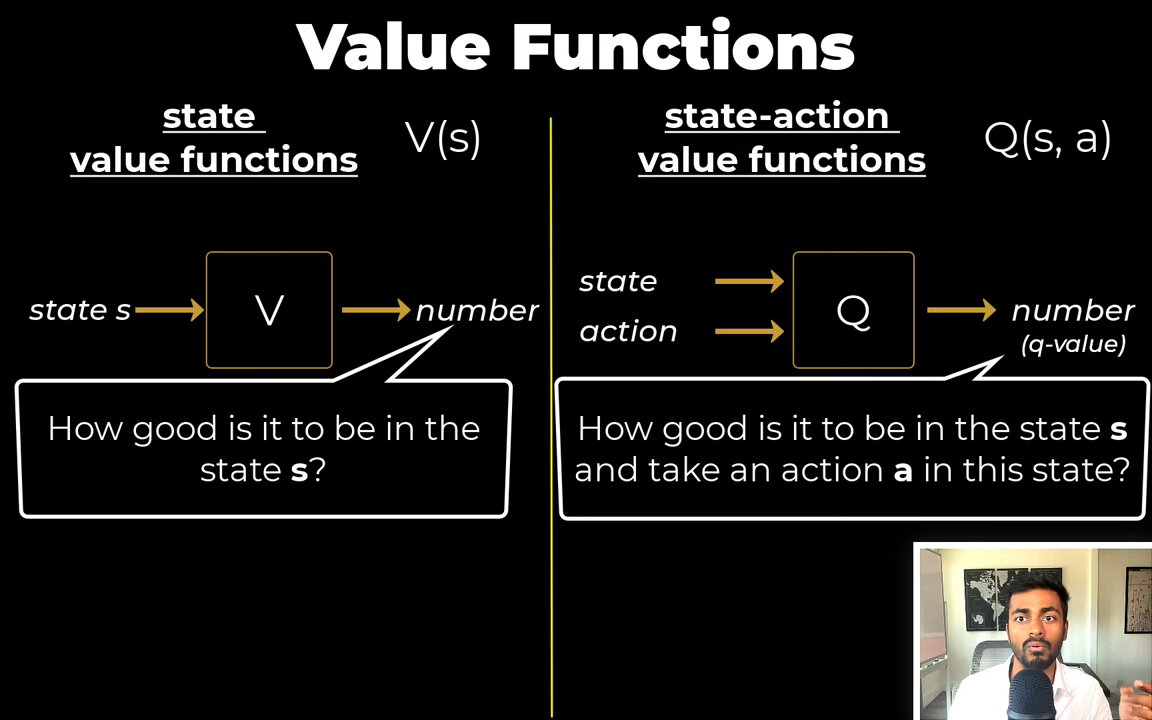 Value Functions
state
value functions
V(s)
state s
V
number
How good is it to be in the
state s?
state-action
value functions
Q(s, a)
state
action
Q
number
(q-value)
How good is it to be in the state s
and take an action a in this state?